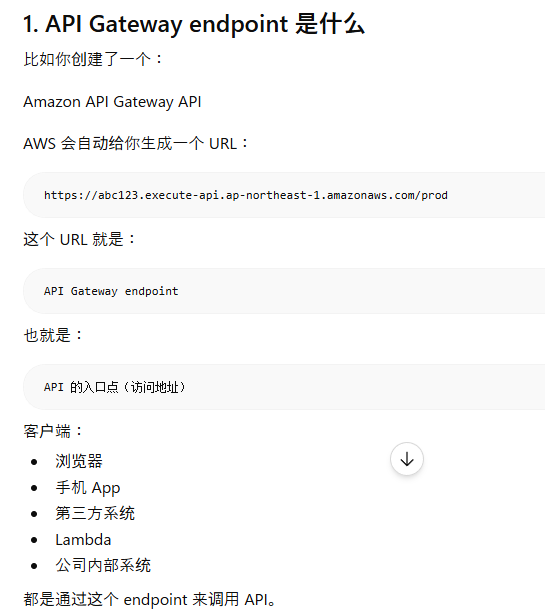 1. API Gateway endpoint 是什么
比如你创建了一个：
Amazon API Gateway API
AWS 会自动给你生成一个 URL：
https://abc123.execute-api.ap-northeast-1.amazonaws.com/prod
这个 URL 就是：
API Gateway endpoint
也就是：
API 的入口点（访问地址）
客户端：
• 浏览器
• 手机 App
• 第三方系统
• Lambda
• 公司内部系统
都是通过这个 endpoint 来调用 API。